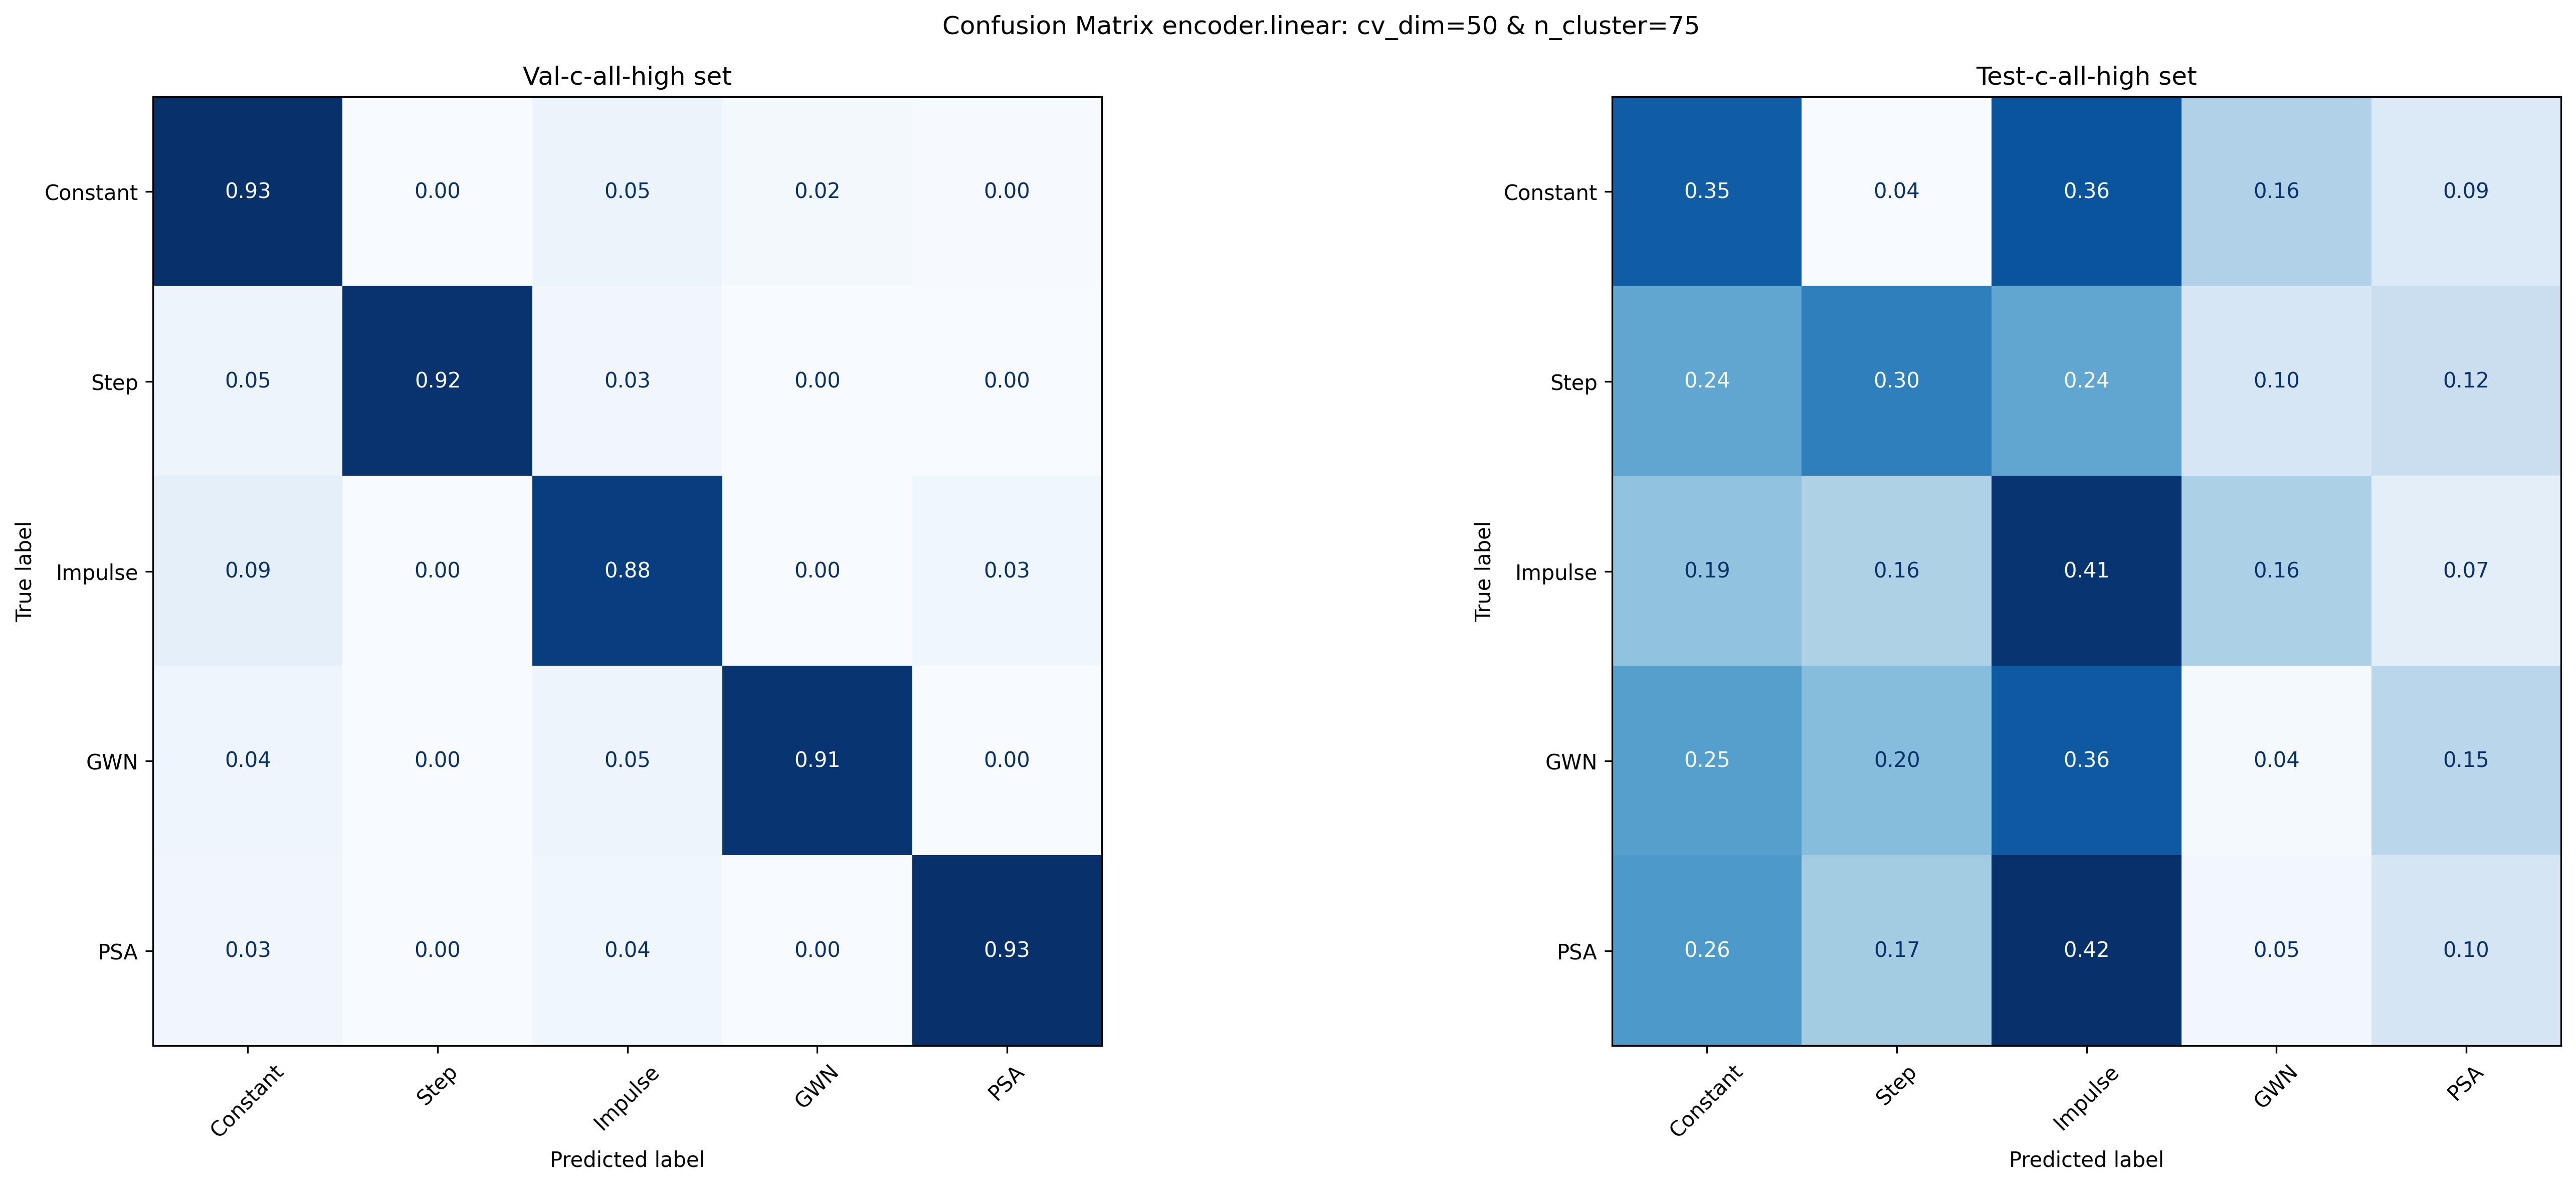 Confusion Matrix encoder.linear: cv_dim=50 & n_cluster=75
Val-c-all-high set
True label
Constant 0.93 0.00 0.05 0.02 0.00
Step 0.05 0.92 0.03 0.00 0.00
Impulse 0.09 0.00 0.88 0.00 0.03
GWN 0.04 0.00 0.05 0.91 0.00
PSA 0.03 0.00 0.04 0.00 0.93
Constant Step Impulse GWN PSA
Predicted label
Test-c-all-high set
True label
Constant 0.35 0.04 0.36 0.16 0.09
Step 0.24 0.30 0.24 0.10 0.12
Impulse 0.19 0.16 0.41 0.16 0.07
GWN 0.25 0.20 0.36 0.04 0.15
PSA 0.26 0.17 0.42 0.05 0.10
Constant Step Impulse GWN PSA
Predicted label